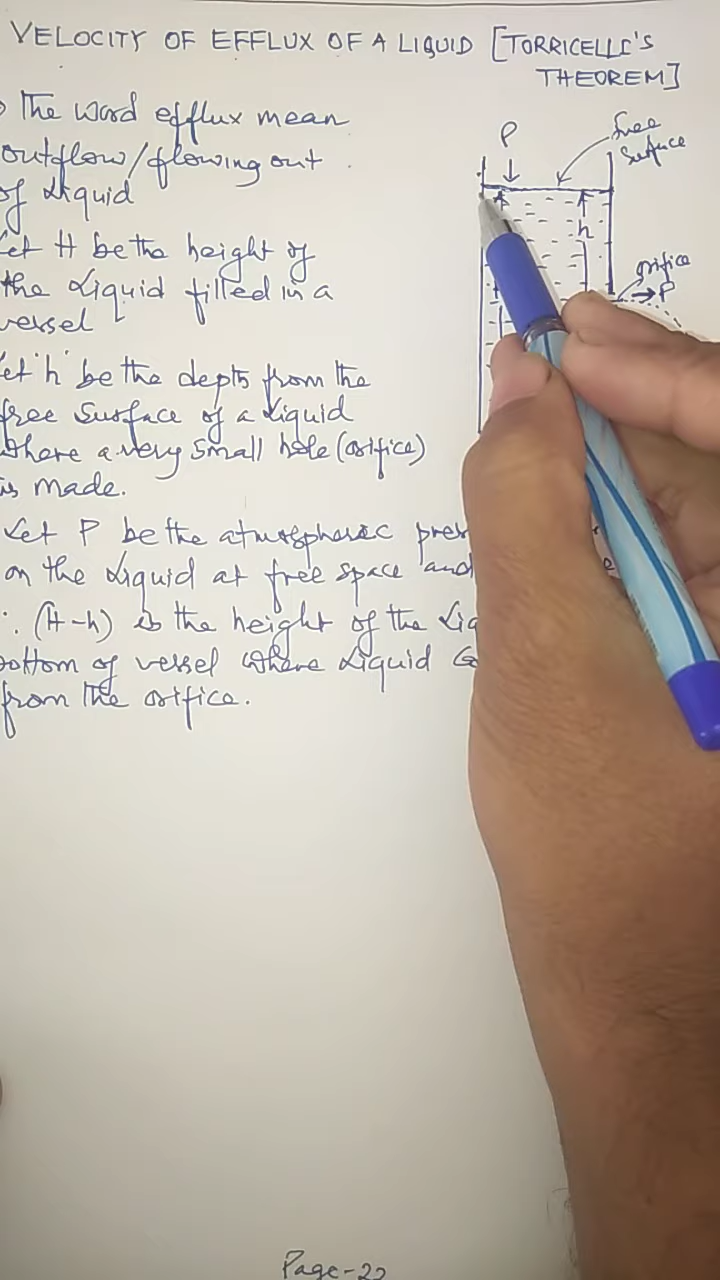 VELOCITY OF EFFLUX OF A LIQUID [TORRICELLI'S
THEOREM]
The word efflux mean
outflow/flowing out
of Liquid
Let H be the height of
the Liquid filled in a
vessel
Let 'h' be the depth from the
free surface of a Liquid
where a very small hole (orifice)
is made.
Let P be the atmospheric pres
on the Liquid at free space and
∴ (H-h) is the height of the Liq
bottom of vessel where Liquid
from the orifice.
P
free
surface
h
orifice
P
Page-22